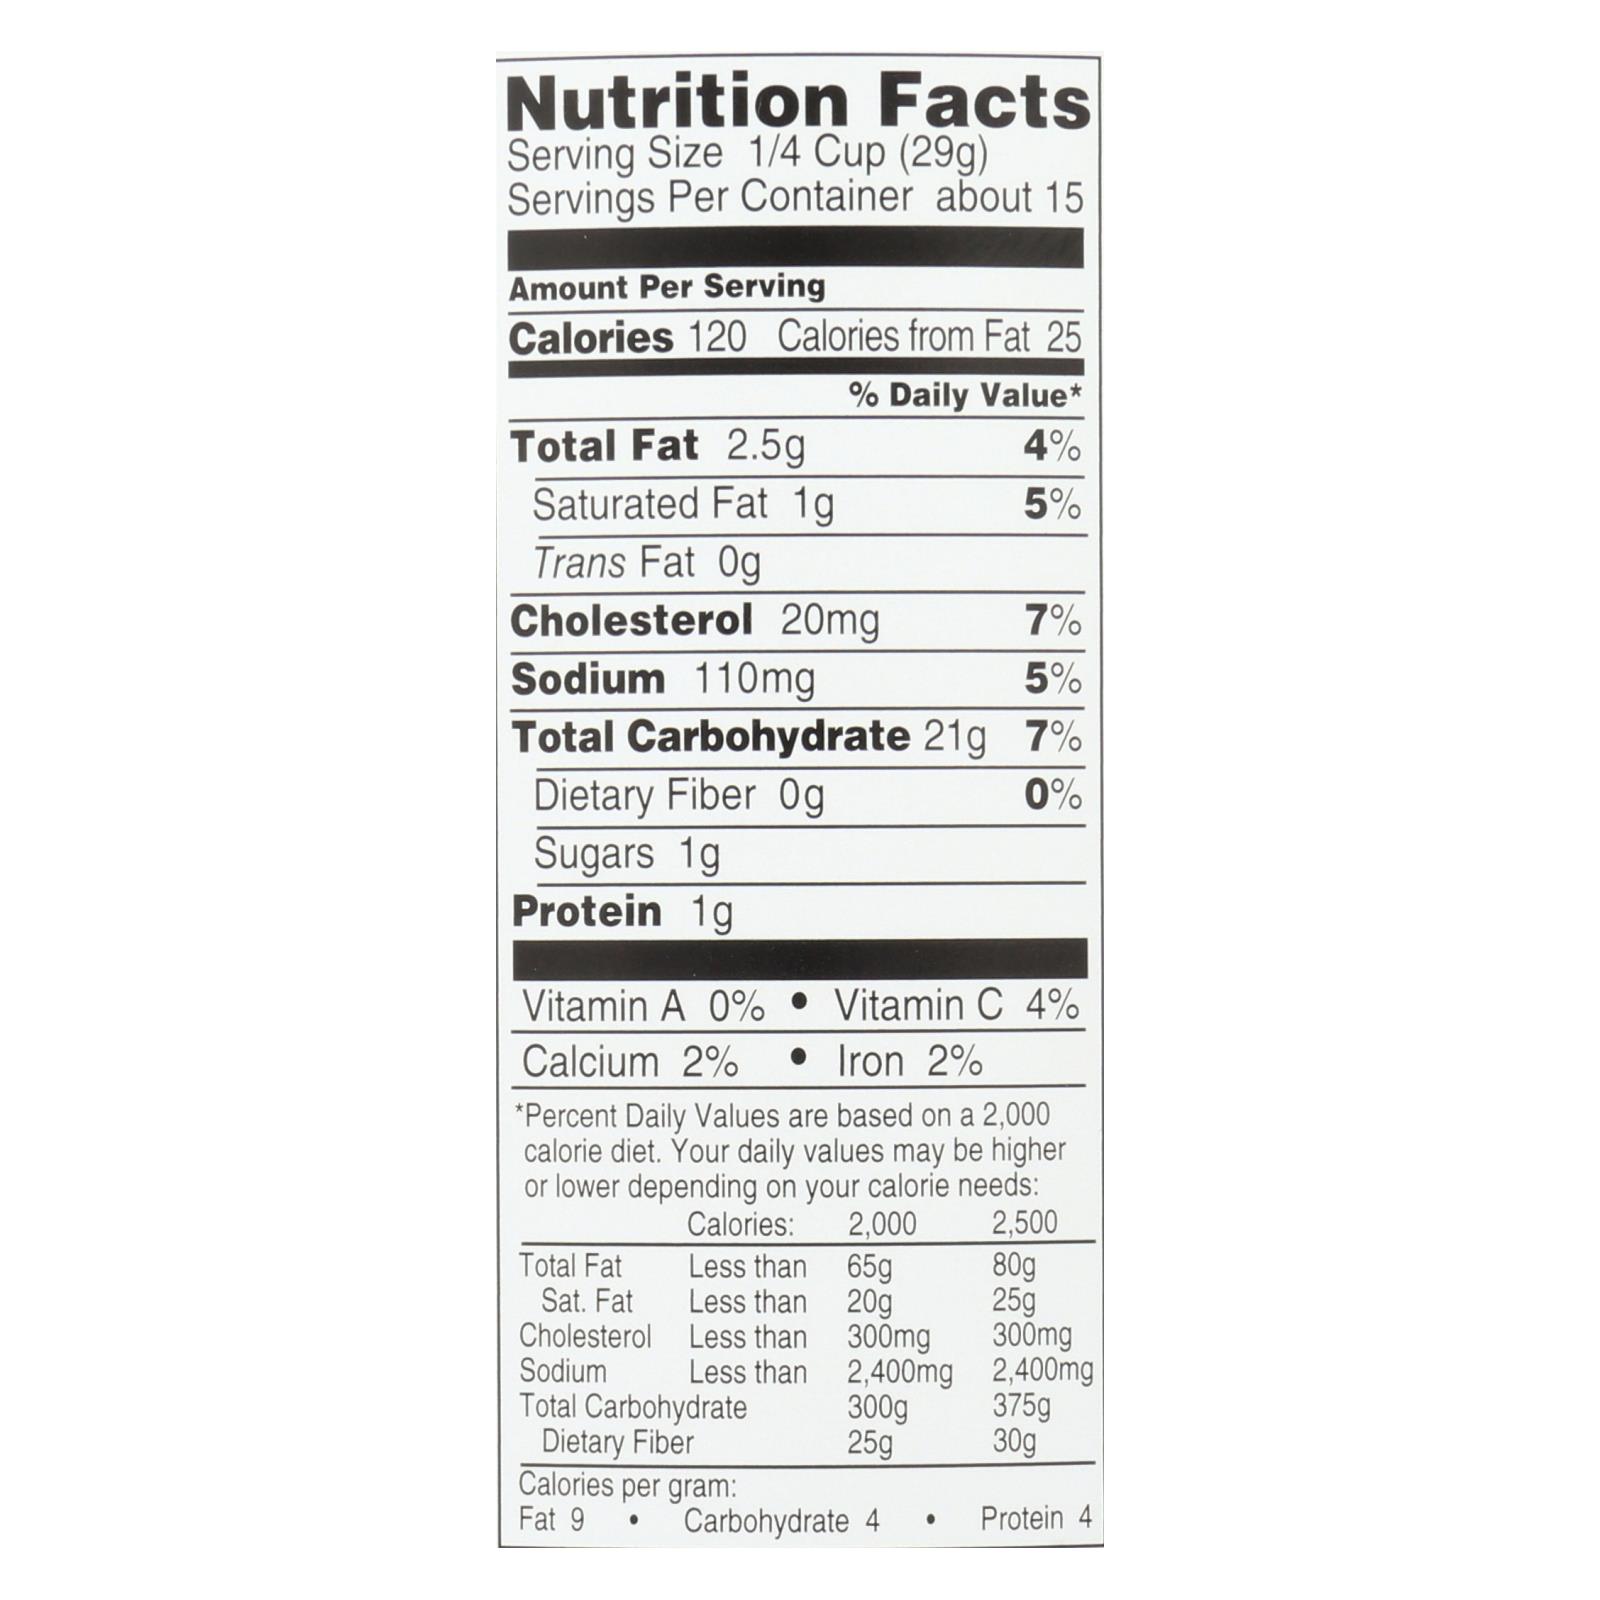 Nutrition Facts
Serving Size 1/4 Cup (29g)
Servings Per Container about 15
Amount Per Serving
Calories 120 Calories from Fat 25
% Daily Value*
Total Fat 2.5g 4%
Saturated Fat 1g 5%
Trans Fat 0g
Cholesterol 20mg 7%
Sodium 110mg 5%
Total Carbohydrate 21g 7%
Dietary Fiber 0g 0%
Sugars 1g
Protein 1g
Vitamin A 0% • Vitamin C 4%
Calcium 2% • Iron 2%
*Percent Daily Values are based on a 2,000
calorie diet. Your daily values may be higher
or lower depending on your calorie needs:
Calories: 2,000 2,500
Total Fat Less than 65g 80g
Sat. Fat Less than 20g 25g
Cholesterol Less than 300mg 300mg
Sodium Less than 2,400mg 2,400mg
Total Carbohydrate 300g 375g
Dietary Fiber 25g 30g
Calories per gram:
Fat 9 • Carbohydrate 4 • Protein 4